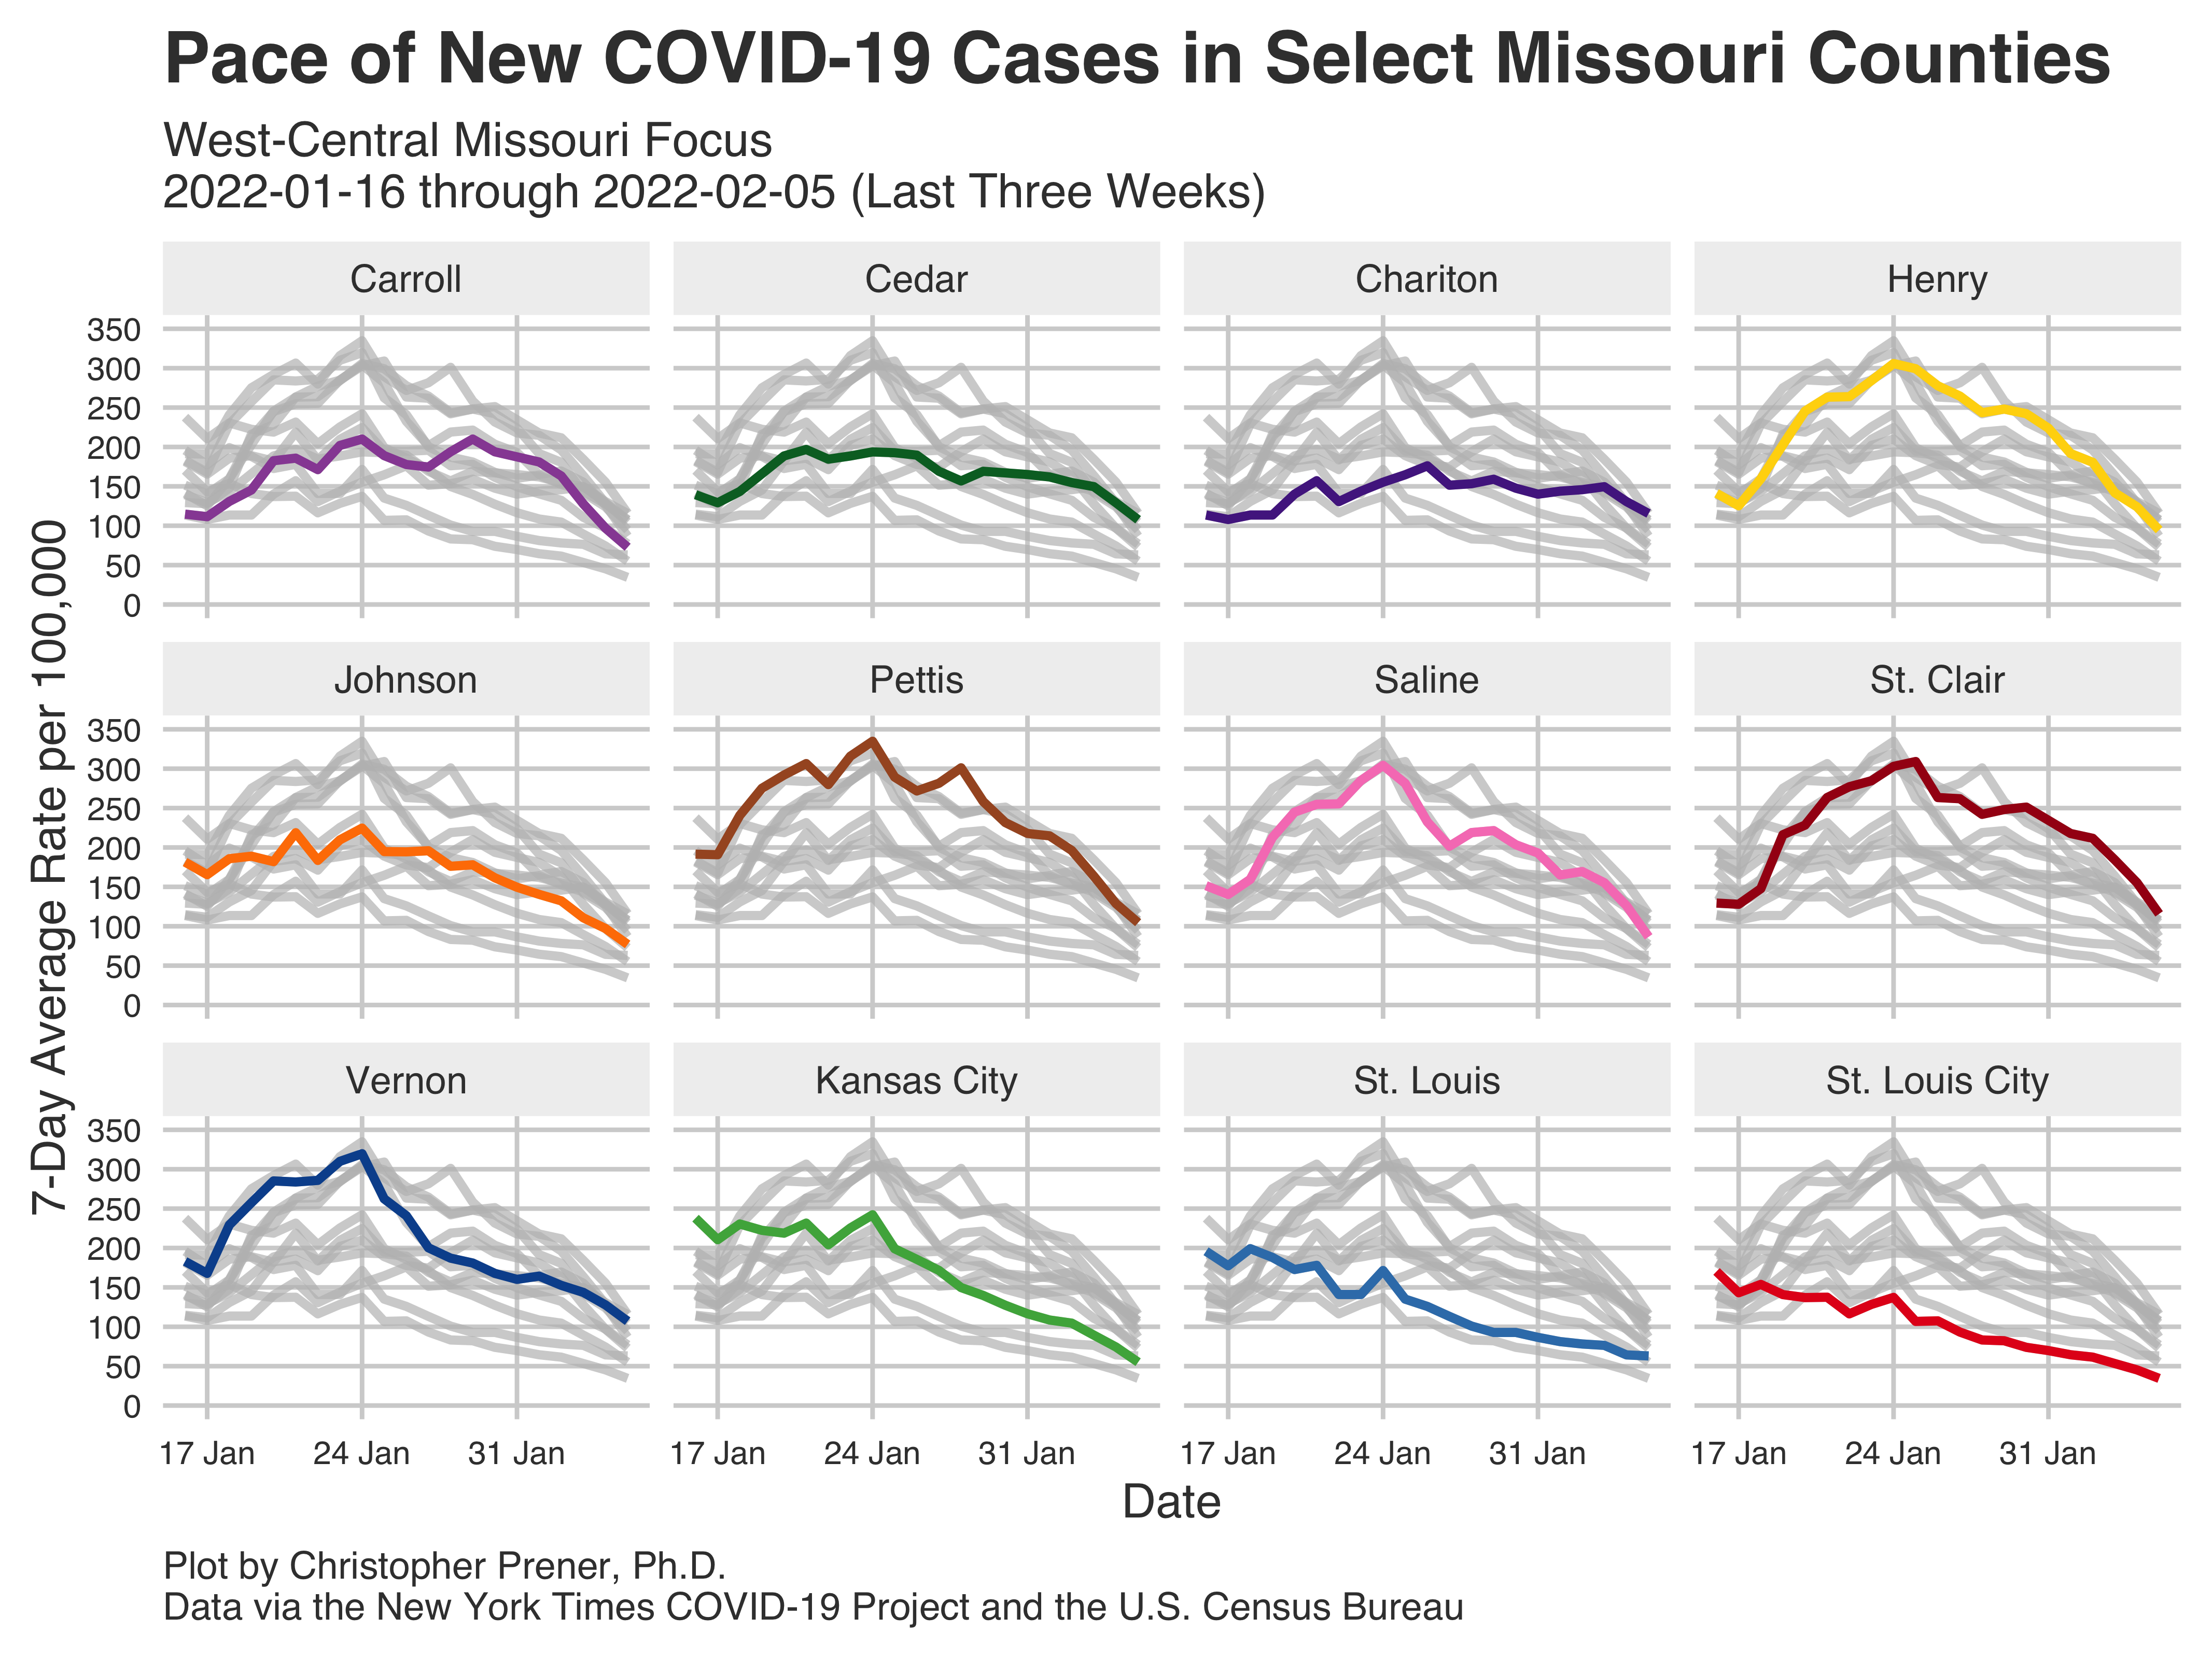 Pace of New COVID-19 Cases in Select Missouri Counties
West-Central Missouri Focus
2022-01-16 through 2022-02-05 (Last Three Weeks)
Carroll
Cedar
Chariton
Henry
350
300
250
200
150
100
50
0
Johnson
Pettis
Saline
St. Clair
350
300
250
200
150
100
50
0
Vernon
Kansas City
St. Louis
St. Louis City
350
300
250
200
150
100
50
0
7-Day Average Rate per 100,000
17 Jan 24 Jan 31 Jan
17 Jan 24 Jan 31 Jan
17 Jan 24 Jan 31 Jan
17 Jan 24 Jan 31 Jan
Date
Plot by Christopher Prener, Ph.D.
Data via the New York Times COVID-19 Project and the U.S. Census Bureau